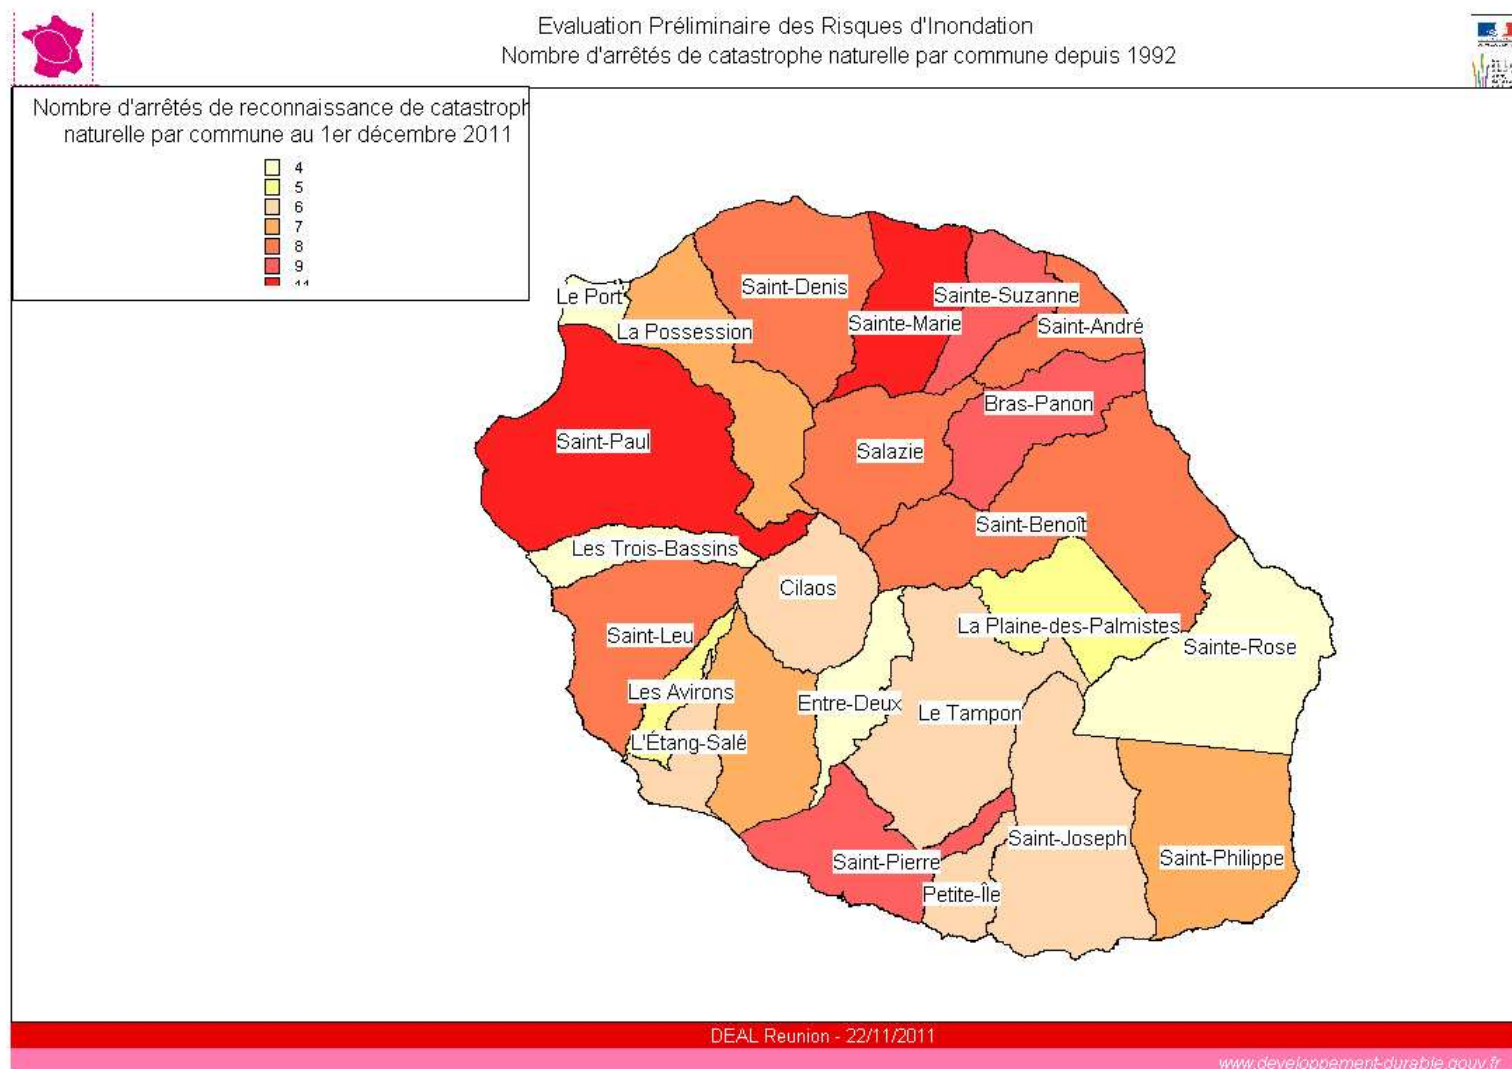 Evaluation Préliminaire des Risques d'Inondation
Nombre d'arrêtés de catastrophe naturelle par commune depuis 1992
Nombre d'arrêtés de reconnaissance de catastroph
naturelle par commune au 1er décembre 2011
4
5
6
7
8
9
11
Le Port
La Possession
Saint-Denis
Sainte-Marie
Sainte-Suzanne
Saint-André
Bras-Panon
Saint-Paul
Salazie
Saint-Benoît
Les Trois-Bassins
Cilaos
La Plaine-des-Palmistes
Saint-Leu
Sainte-Rose
Les Avirons
Entre-Deux
Le Tampon
L'Étang-Salé
Saint-Joseph
Saint-Pierre
Saint-Philippe
Petite-Île
DEAL Reunion - 22/11/2011
www.developpement-durable.gouv.fr